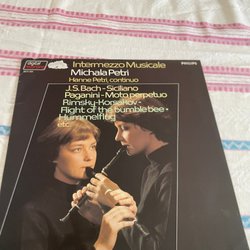 digital
Intermezzo Musicale
PHILIPS
Michala Petri
Hanne Petri, continuo
J.S. Bach - Siciliano
Paganini - Moto perpetuo
Rimsky-Korsakov -
Flight of the bumble bee •
Hummelflug
etc.